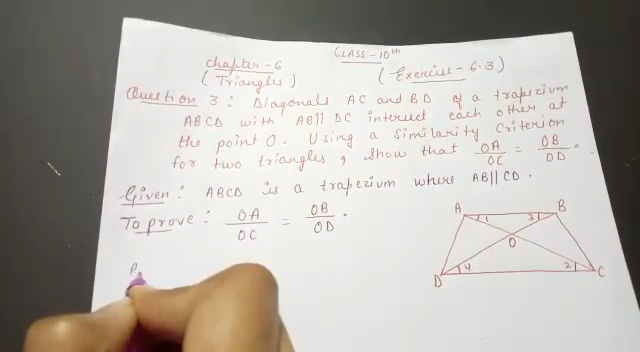 CLASS-10th
Chapter-6
(Triangles)
(Exercise-6.3)
Question 3: Diagonals AC and BD of a trapezium
ABCD with AB||DC intersect each other at
the point O. Using a Similarity Criterion
for two triangles, show that OA/OC = OB/OD.
Given: ABCD is a trapezium where AB||CD.
To prove: OA/OC = OB/OD.
A 1 3 B
O
D 4 2 C
P